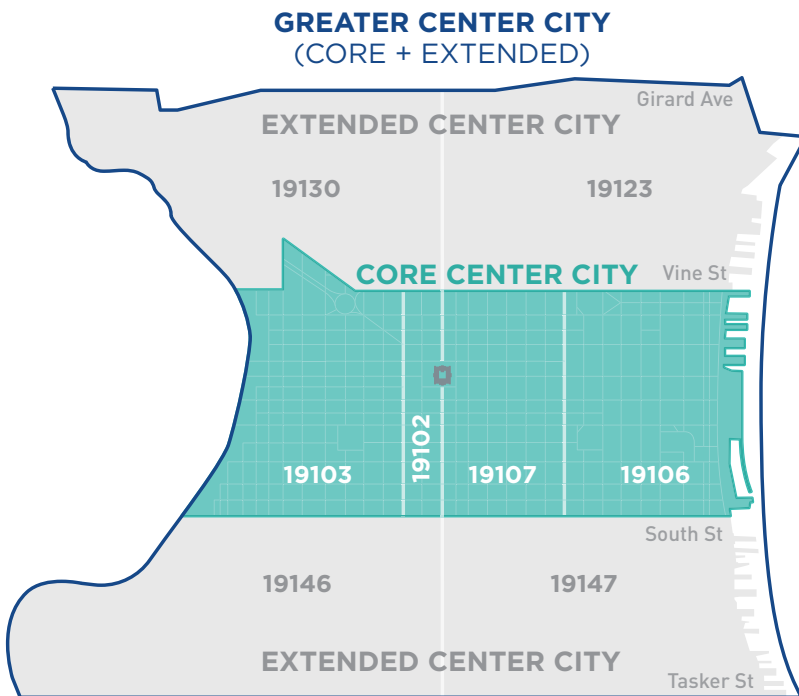 GREATER CENTER CITY
(CORE + EXTENDED)
Girard Ave
EXTENDED CENTER CITY
19130
19123
CORE CENTER CITY
Vine St
19103
19102
19107
19106
South St
19146
19147
EXTENDED CENTER CITY
Tasker St